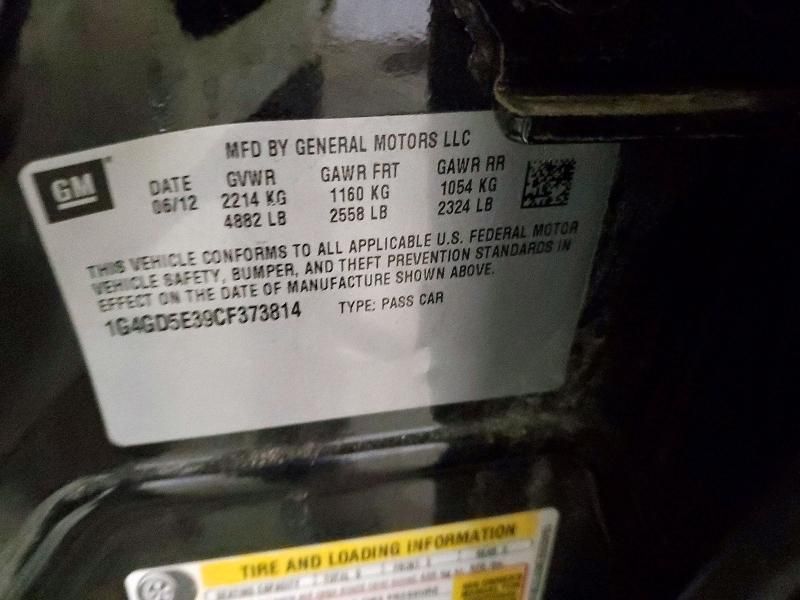 MFD BY GENERAL MOTORS LLC
GM
DATE GVWR GAWR FRT GAWR RR
06/12 2214 KG 1160 KG 1054 KG
4882 LB 2558 LB 2324 LB
THIS VEHICLE CONFORMS TO ALL APPLICABLE U.S. FEDERAL MOTOR
VEHICLE SAFETY, BUMPER, AND THEFT PREVENTION STANDARDS IN
EFFECT ON THE DATE OF MANUFACTURE SHOWN ABOVE.
1G4GD5E39CF373814 TYPE: PASS CAR
TIRE AND LOADING INFORMATION
SEATING CAPACITY